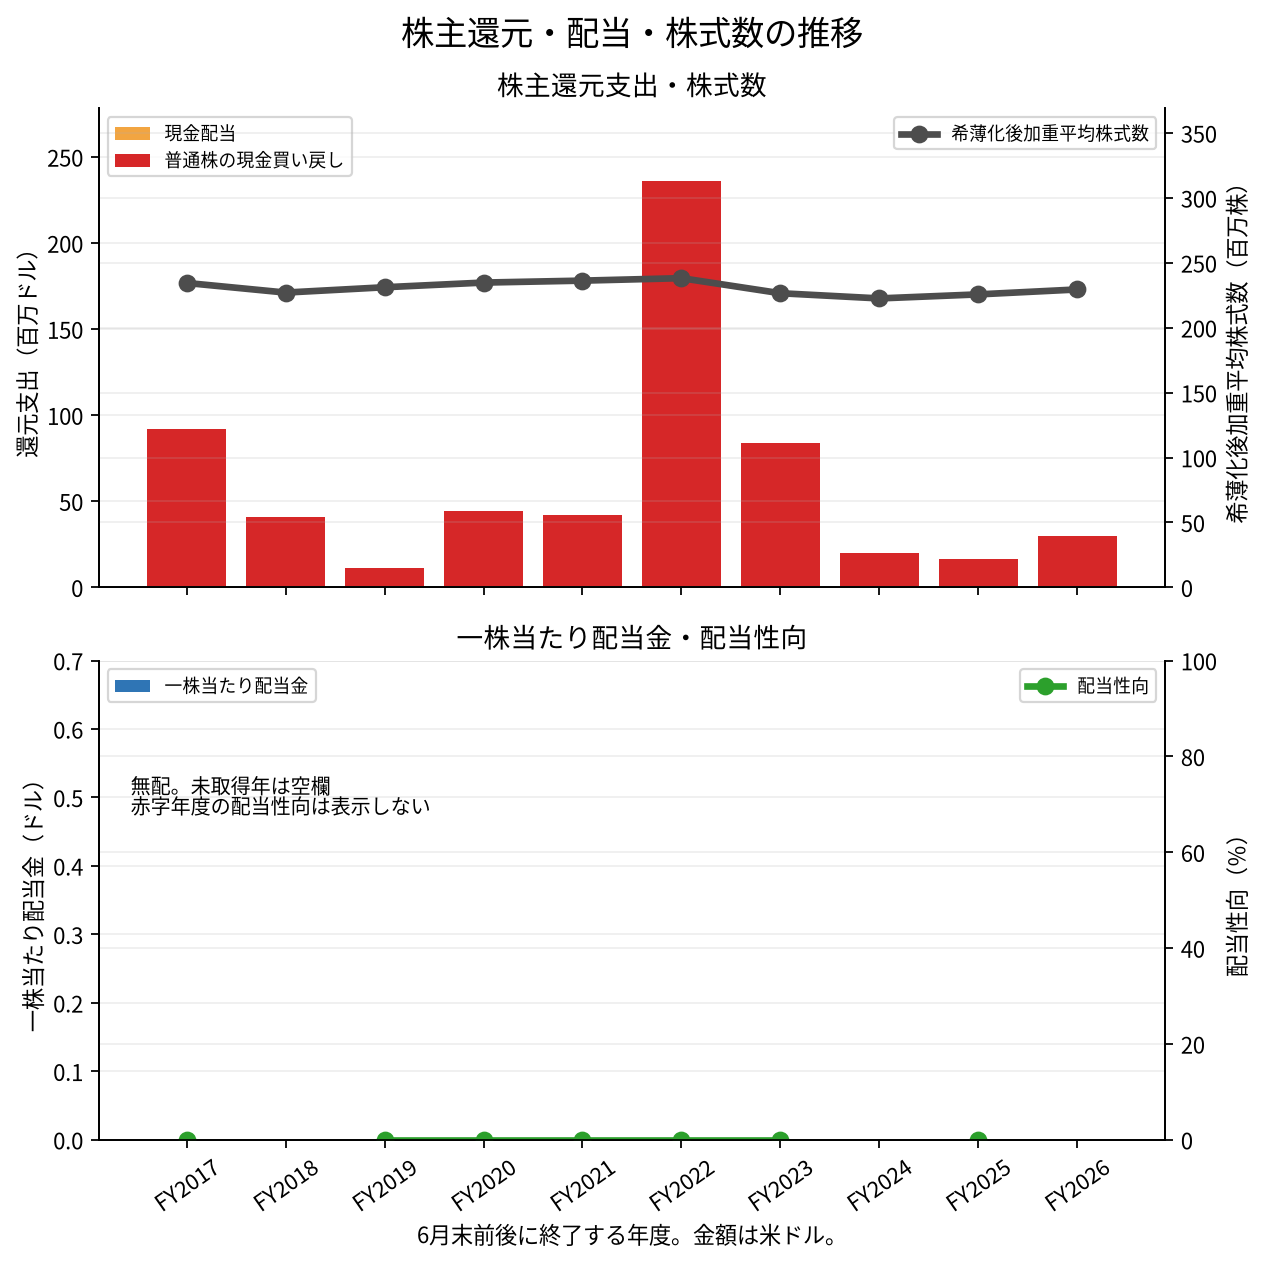 株主還元・配当・株式数の推移
株主還元支出・株式数
現金配当
普通株の現金買い戻し
希薄化後加重平均株式数
還元支出（百万ドル）
250
200
150
100
50
0
350
300
250
200
150
100
50
0
希薄化後加重平均株式数（百万株）
一株当たり配当金・配当性向
一株当たり配当金
配当性向
無配。未取得年は空欄
赤字年度の配当性向は表示しない
一株当たり配当金（ドル）
0.7
0.6
0.5
0.4
0.3
0.2
0.1
0.0
100
80
60
40
20
0
配当性向（%）
FY2017
FY2018
FY2019
FY2020
FY2021
FY2022
FY2023
FY2024
FY2025
FY2026
6月末前後に終了する年度。金額は米ドル。